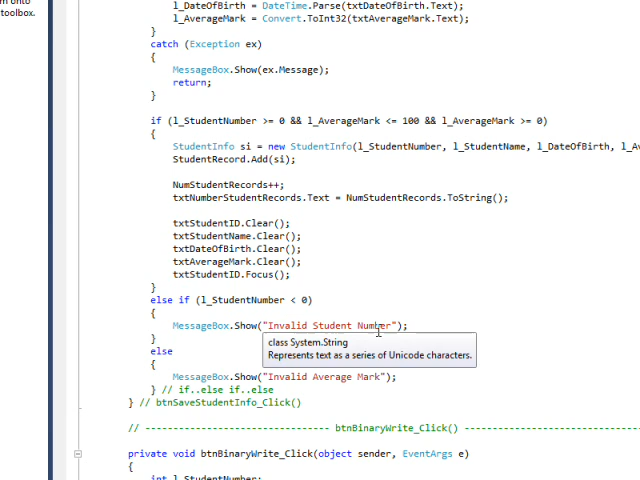 m onto
toolbox.
l_DateOfBirth = DateTime.Parse(txtDateOfBirth.Text);
l_AverageMark = Convert.ToInt32(txtAverageMark.Text);
}
catch (Exception ex)
{
MessageBox.Show(ex.Message);
return;
}
if (l_StudentNumber >= 0 && l_AverageMark <= 100 && l_AverageMark >= 0)
{
StudentInfo si = new StudentInfo(l_StudentNumber, l_StudentName, l_DateOfBirth, l_Av
StudentRecord.Add(si);
NumStudentRecords++;
txtNumberStudentRecords.Text = NumStudentRecords.ToString();
txtStudentID.Clear();
txtStudentName.Clear();
txtDateOfBirth.Clear();
txtAverageMark.Clear();
txtStudentID.Focus();
}
else if (l_StudentNumber < 0)
{
MessageBox.Show("Invalid Student Number");
}
class System.String
Represents text as a series of Unicode characters.
else
{
MessageBox.Show("Invalid Average Mark");
} // if..else if..else
} // btnSaveStudentInfo_Click()
// -------------------------------- btnBinaryWrite_Click() ------------------------------
private void btnBinaryWrite_Click(object sender, EventArgs e)
{
int l_StudentNumber;